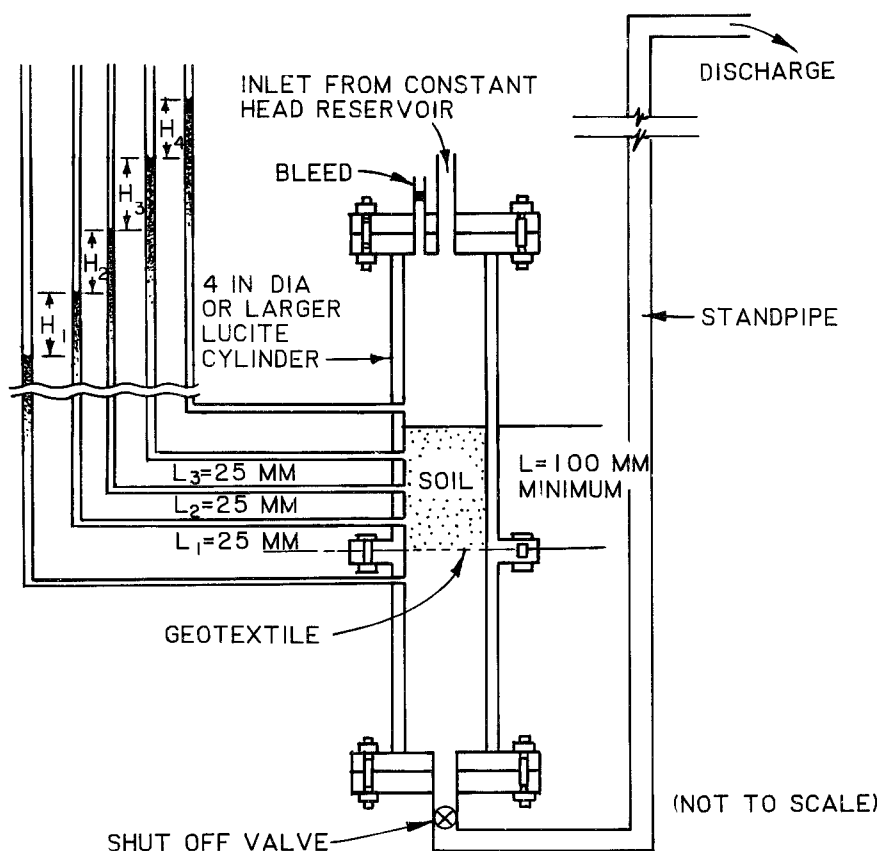 DISCHARGE
INLET FROM CONSTANT
HEAD RESERVOIR
BLEED
H4
H3
H2
H1
4 IN DIA
OR LARGER
LUCITE
CYLINDER
STANDPIPE
SOIL
L=100 MM
MINIMUM
L3=25 MM
L2=25 MM
L1=25 MM
GEOTEXTILE
(NOT TO SCALE)
SHUT OFF VALVE